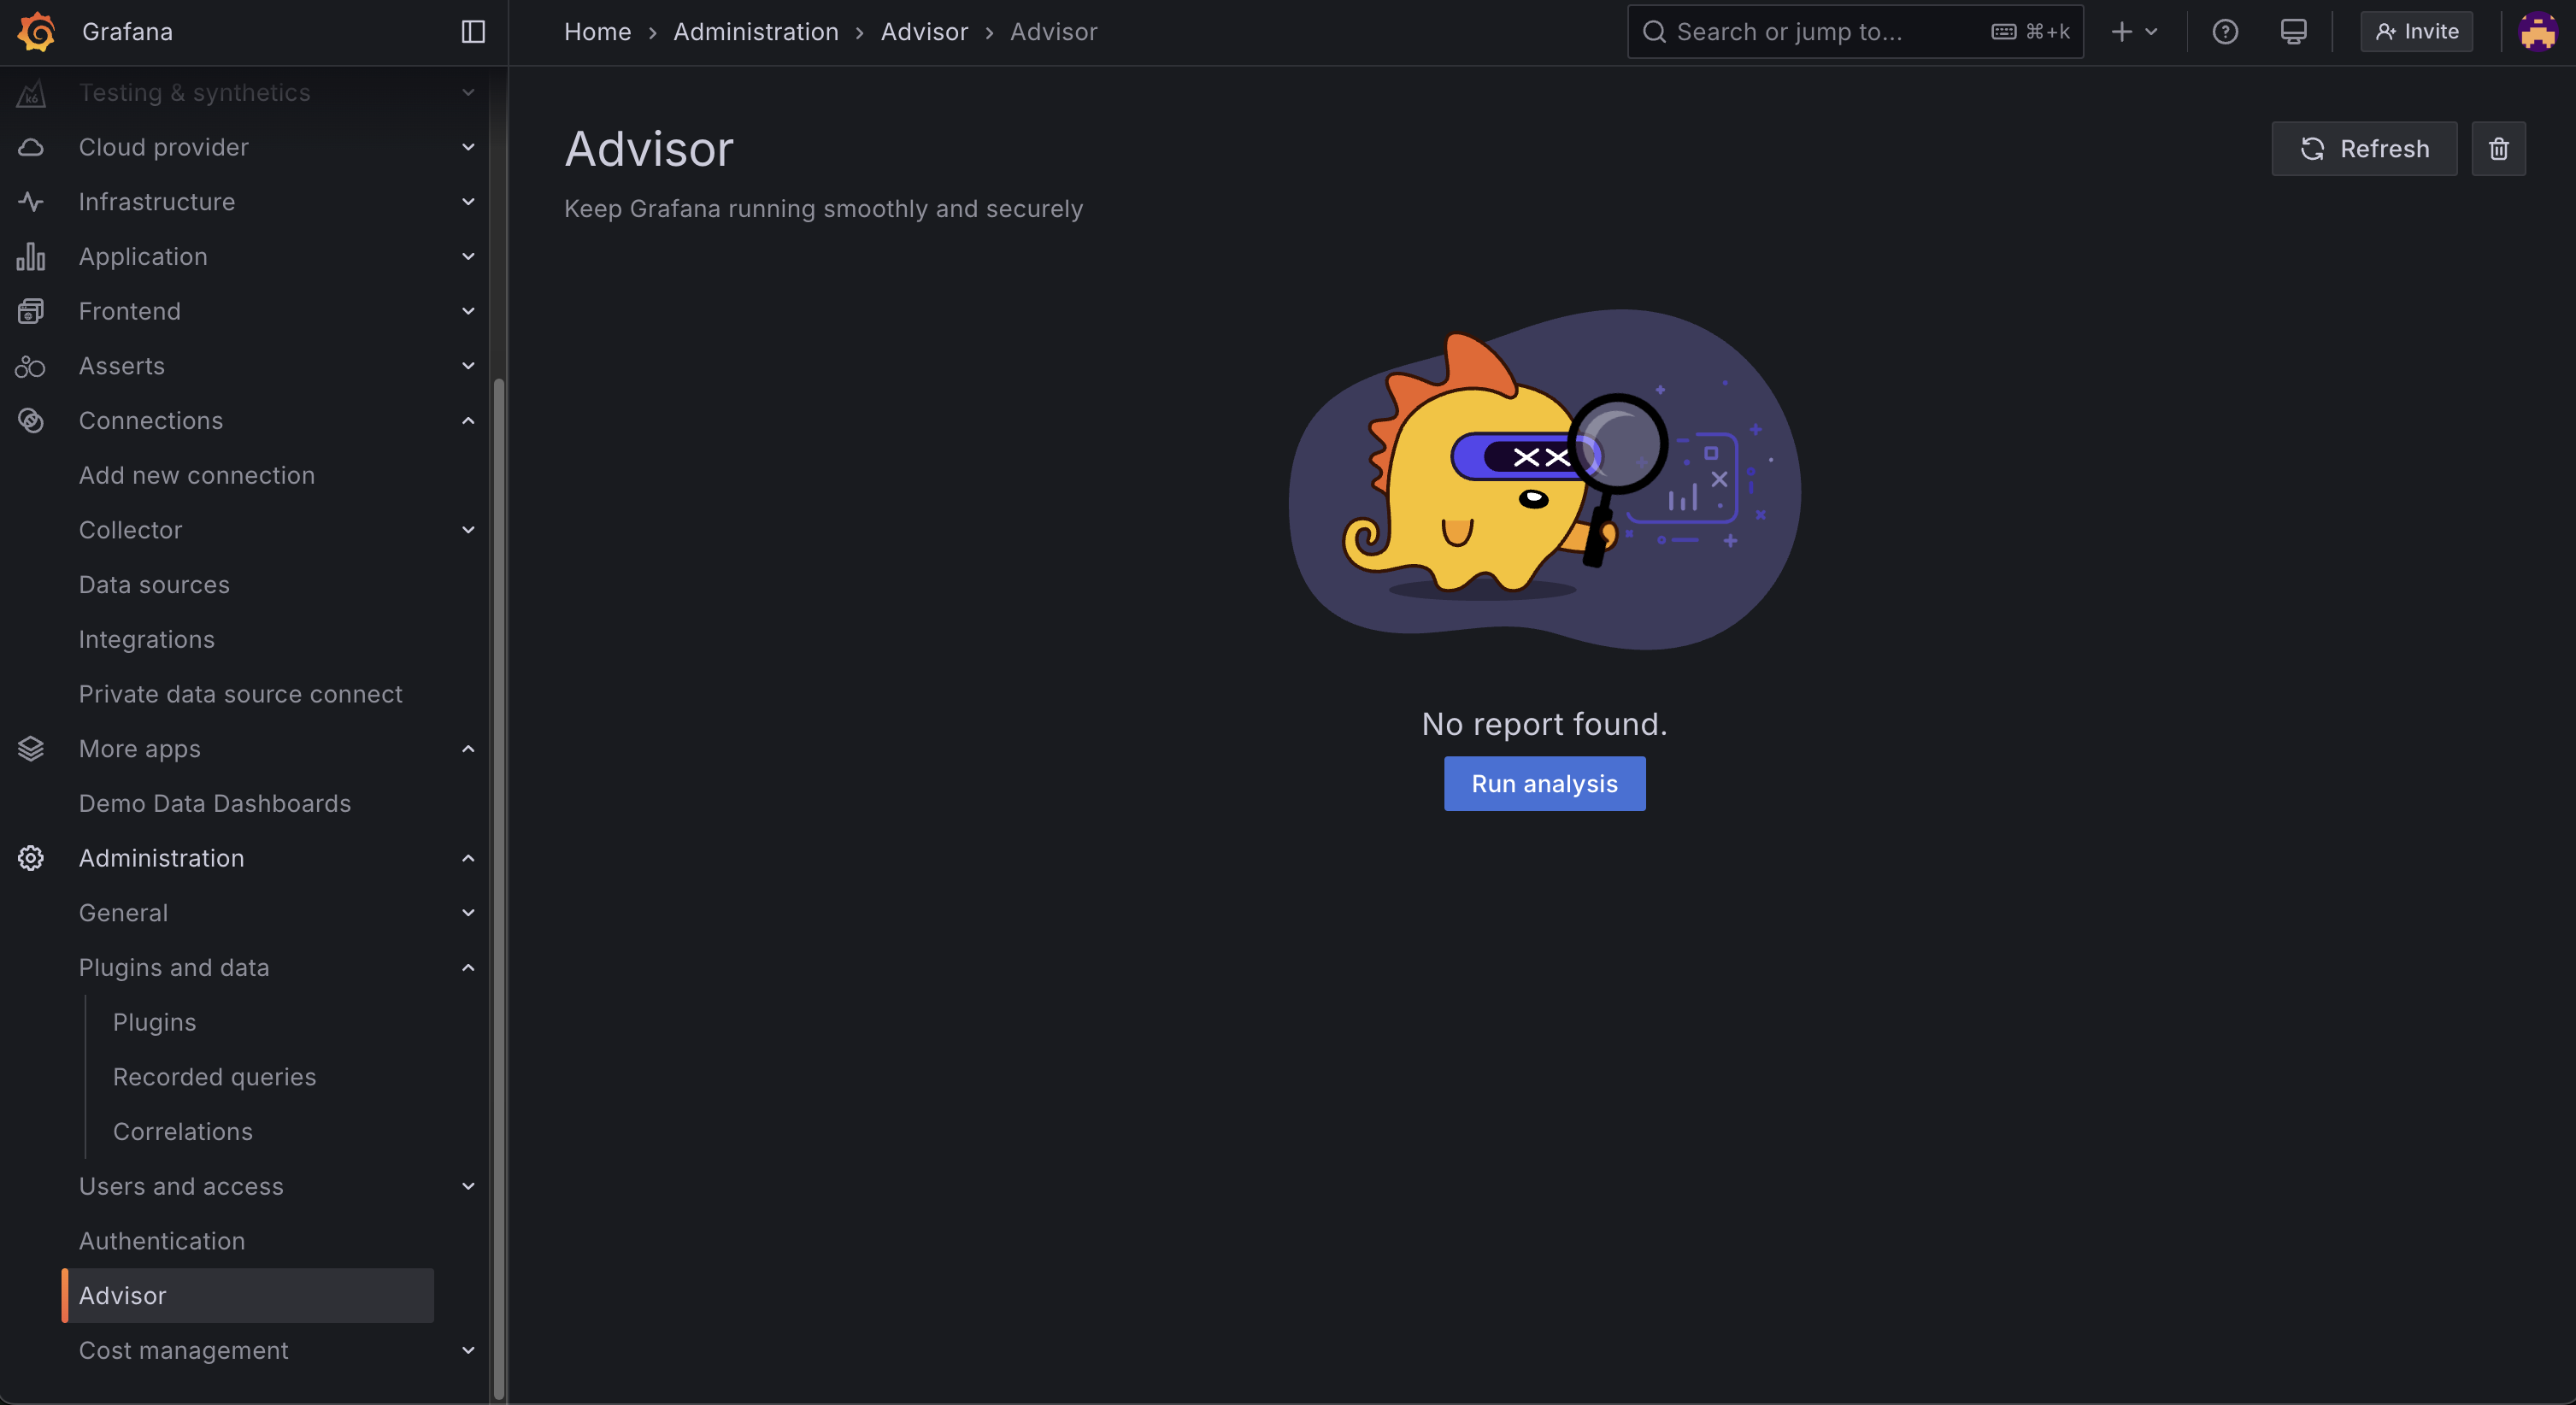 Grafana
Home › Administration › Advisor › Advisor
Search or jump to...
⌘+k
Invite
Testing & synthetics
Cloud provider
Infrastructure
Application
Frontend
Asserts
Connections
Add new connection
Collector
Data sources
Integrations
Private data source connect
More apps
Demo Data Dashboards
Administration
General
Plugins and data
Plugins
Recorded queries
Correlations
Users and access
Authentication
Advisor
Cost management
Advisor
Refresh
Keep Grafana running smoothly and securely
No report found.
Run analysis